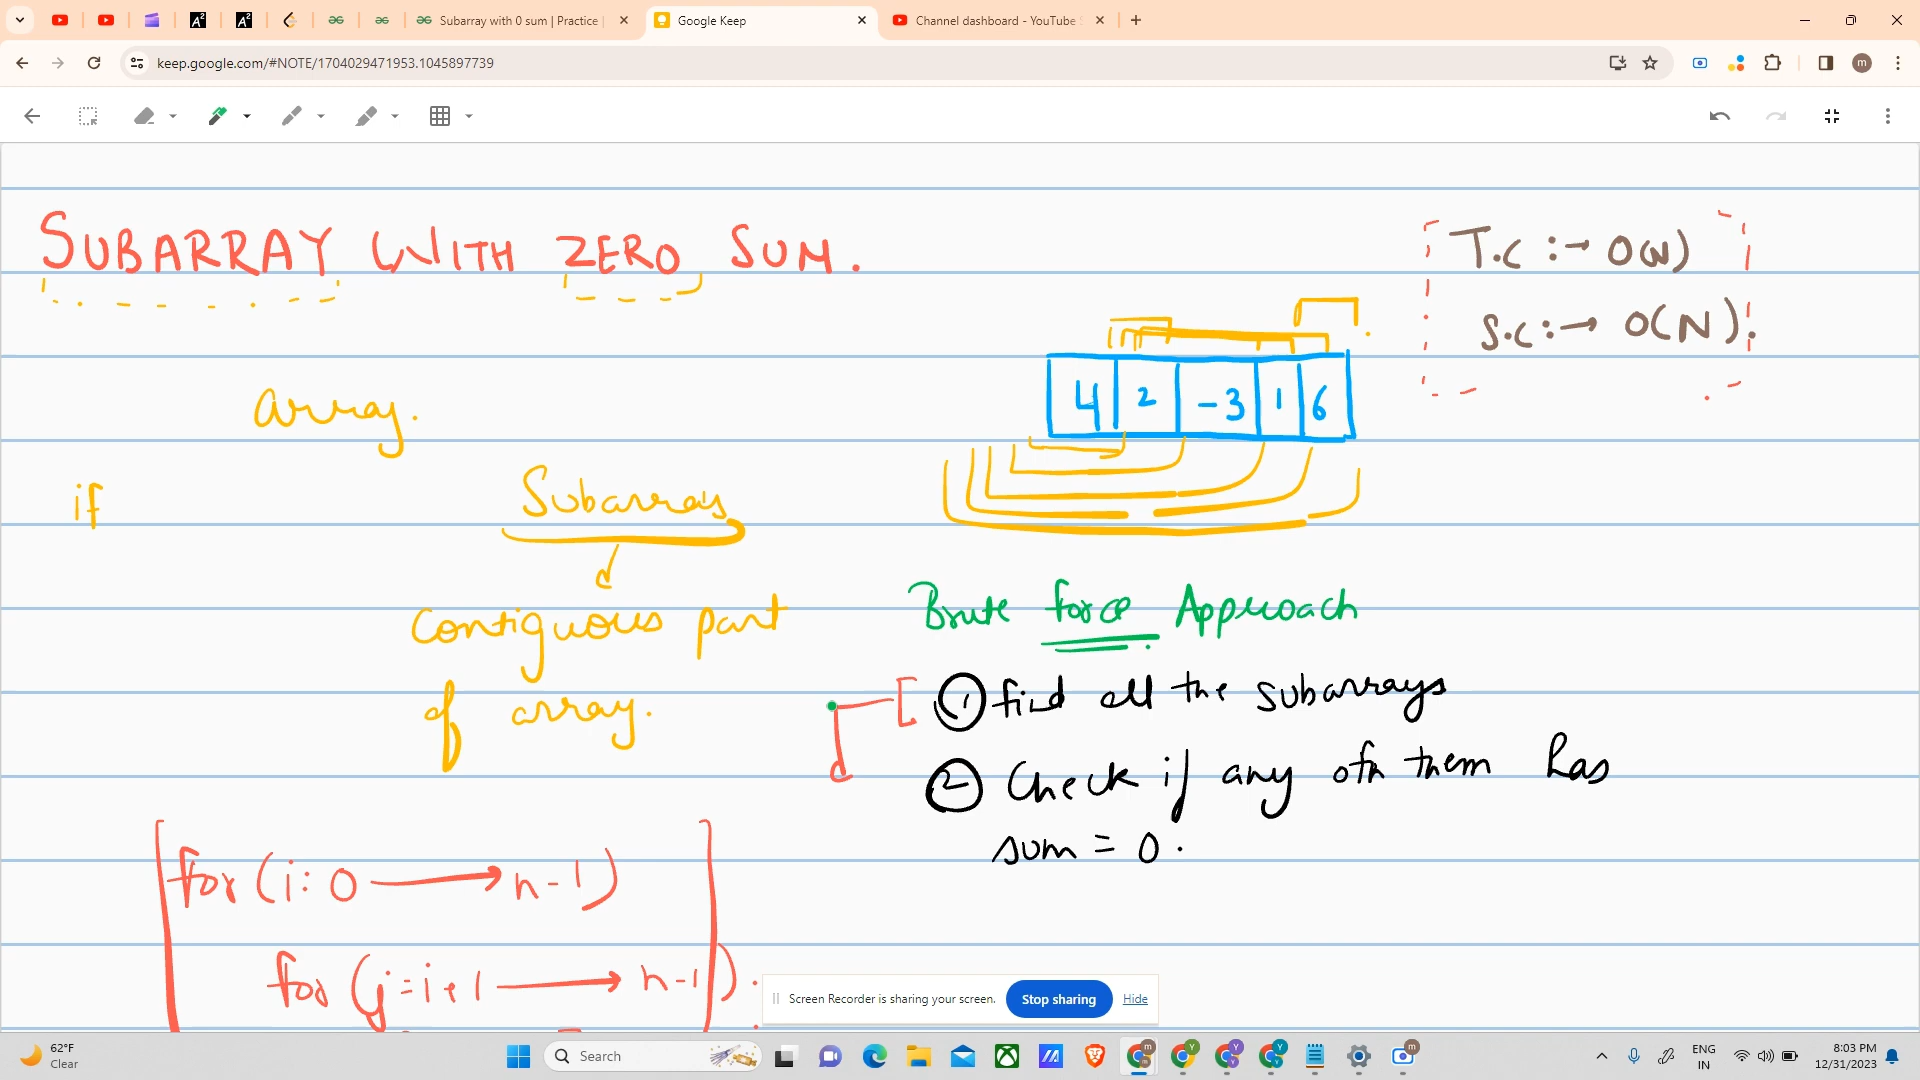 Subarray with 0 sum | Practice |
Google Keep
Channel dashboard - YouTube S
keep.google.com/#NOTE/1704029471953.1045897739
m
SUBARRAY WITH ZERO SUM.
T.C :→ O(N)
S.C :→ O(N).
4 2 -3 1 6
array.
if
Subarrays
contiguous part
of array.
Brute force Approach
① find all the subarrays
② Check if any ofn them has
sum = 0.
for (i: 0 → n-1)
for (j=i+1 → n-1).
Screen Recorder is sharing your screen. Stop sharing Hide
62°F
Clear
Search
ENG
IN
8:03 PM
12/31/2023